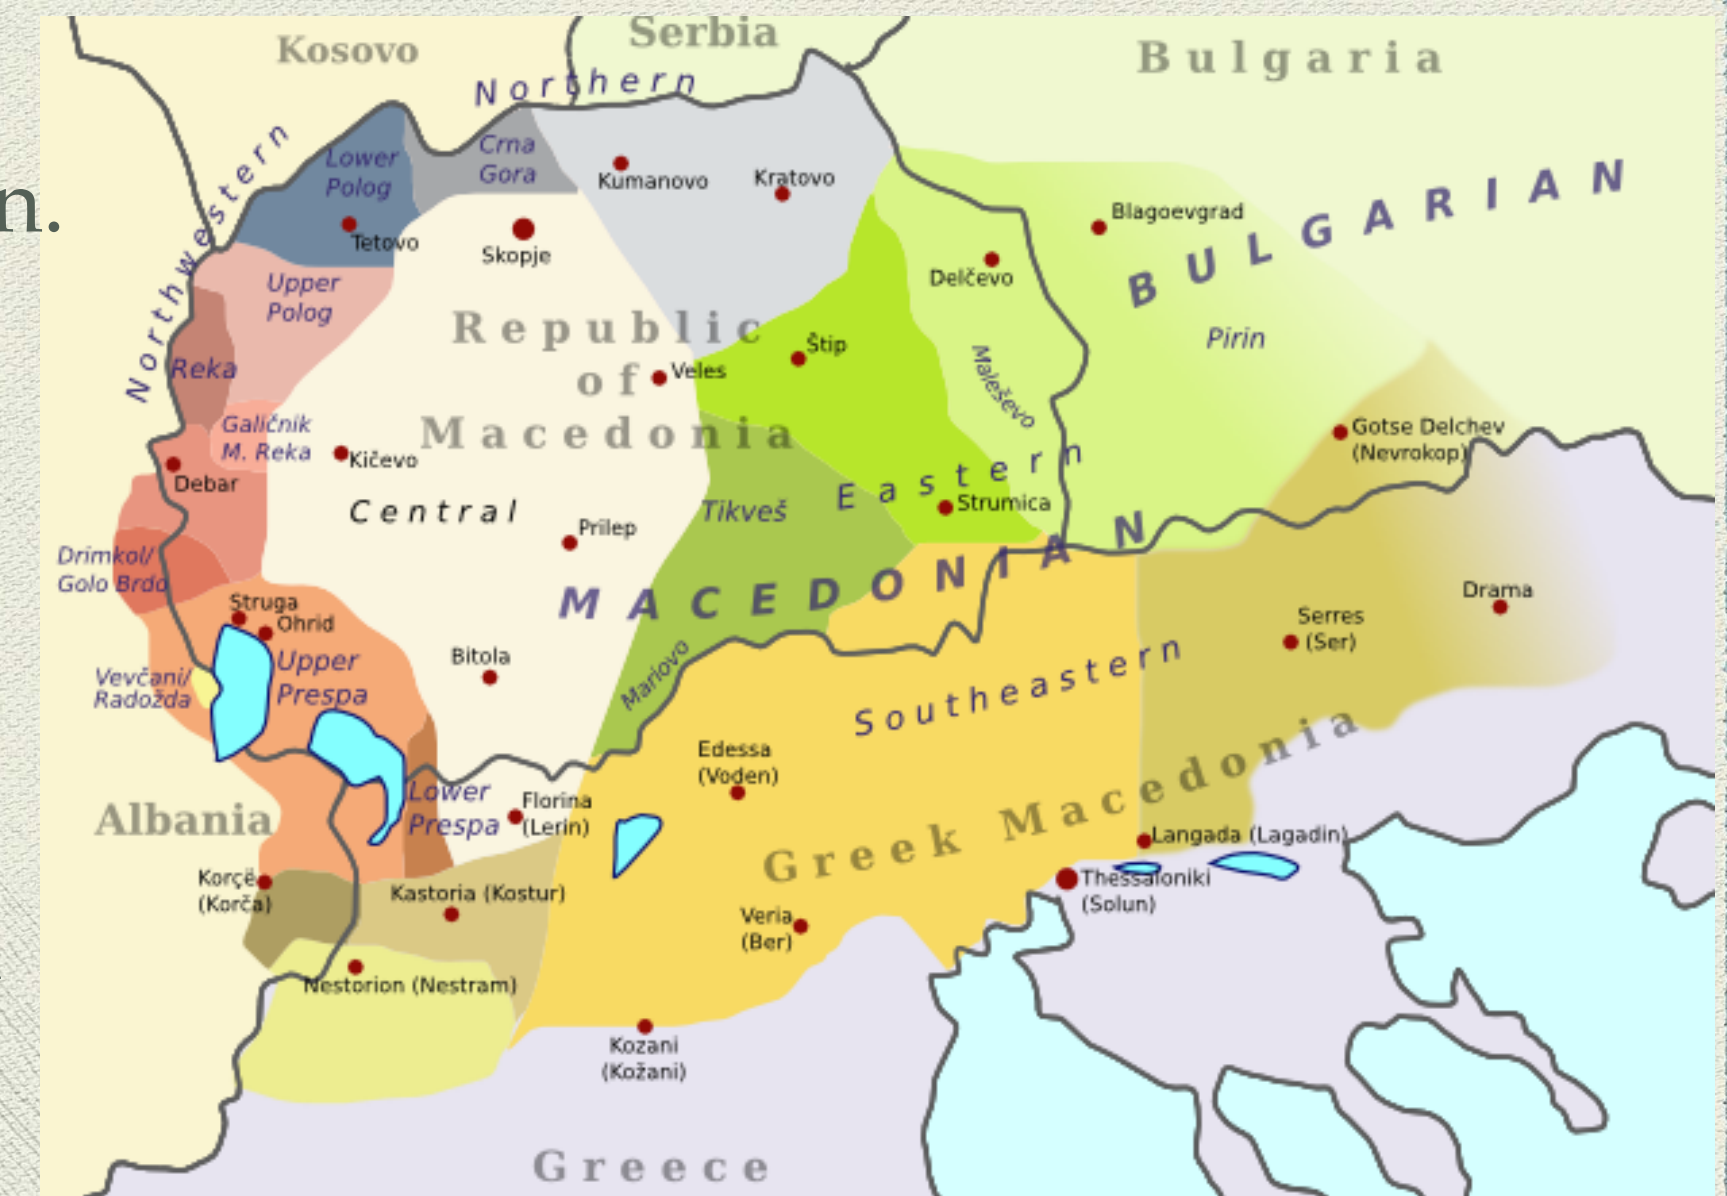 Kosovo
Serbia
Bulgaria
Northern
Northwestern
Lower
Polog
Crna
Gora
Kumanovo
Kratovo
n.
Tetovo
Skopje
Blagoevgrad
BULGARIAN
Delčevo
Upper
Polog
Republic
of
Macedonia
Štip
Pirin
Reka
Veles
Maleševo
Galičnik
M. Reka
Kičevo
Gotse Delchev
(Nevrokop)
Debar
Central
Tikveš
Eastern
Strumica
Prilep
Drimkol/
Golo Brdo
MACEDONIAN
Struga
Ohrid
Drama
Serres
(Ser)
Upper
Prespa
Bitola
Mariovo
Vevčani/
Radožda
Southeastern
Edessa
(Voden)
Albania
Lower
Prespa
Florina
(Lerin)
Greek Macedonia
Langada (Lagadin)
Korçë
(Korča)
Kastoria (Kostur)
Thessaloniki
(Solun)
Veria
(Ber)
Nestorion (Nestram)
Kozani
(Kožani)
Greece